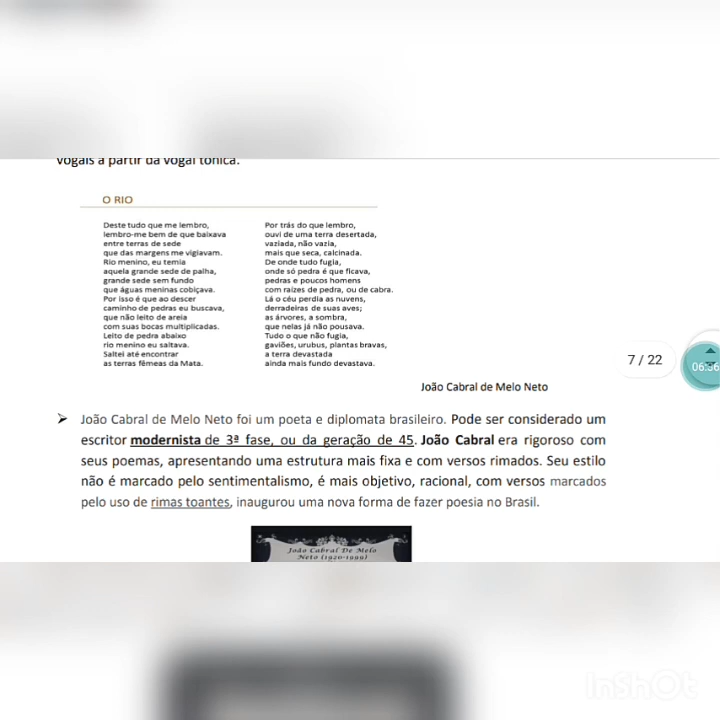 vogais a partir da vogal tônica.
O RIO
Deste tudo que me lembro,
lembro-me bem de que baixava
entre terras de sede
que das margens me vigiavam.
Rio menino, eu temia
aquela grande sede de palha,
grande sede sem fundo
que águas meninas cobiçava.
Por isso é que ao descer
caminho de pedras eu buscava,
que não leito de areia
com suas bocas multiplicadas.
Leito de pedra abaixo
rio menino eu saltava.
Saltei até encontrar
as terras fêmeas da Mata.
Por trás do que lembro,
ouvi de uma terra desertada,
vaziada, não vazia,
mais que seca, calcinada.
De onde tudo fugia,
onde só pedra é que ficava,
pedras e poucos homens
com raízes de pedra, ou de cabra.
Lá o céu perdia as nuvens,
derradeiras de suas aves;
as árvores, a sombra,
que nelas já não pousava.
Tudo o que não fugia,
gaviões, urubus, plantas bravas,
a terra devastada
ainda mais fundo devastava.
João Cabral de Melo Neto
7 / 22
06:36
➢ João Cabral de Melo Neto foi um poeta e diplomata brasileiro. Pode ser considerado um
escritor modernista de 3ª fase, ou da geração de 45. João Cabral era rigoroso com
seus poemas, apresentando uma estrutura mais fixa e com versos rimados. Seu estilo
não é marcado pelo sentimentalismo, é mais objetivo, racional, com versos marcados
pelo uso de rimas toantes, inaugurou uma nova forma de fazer poesia no Brasil.
João Cabral De Melo
Neto (1920-1999)
InShOt